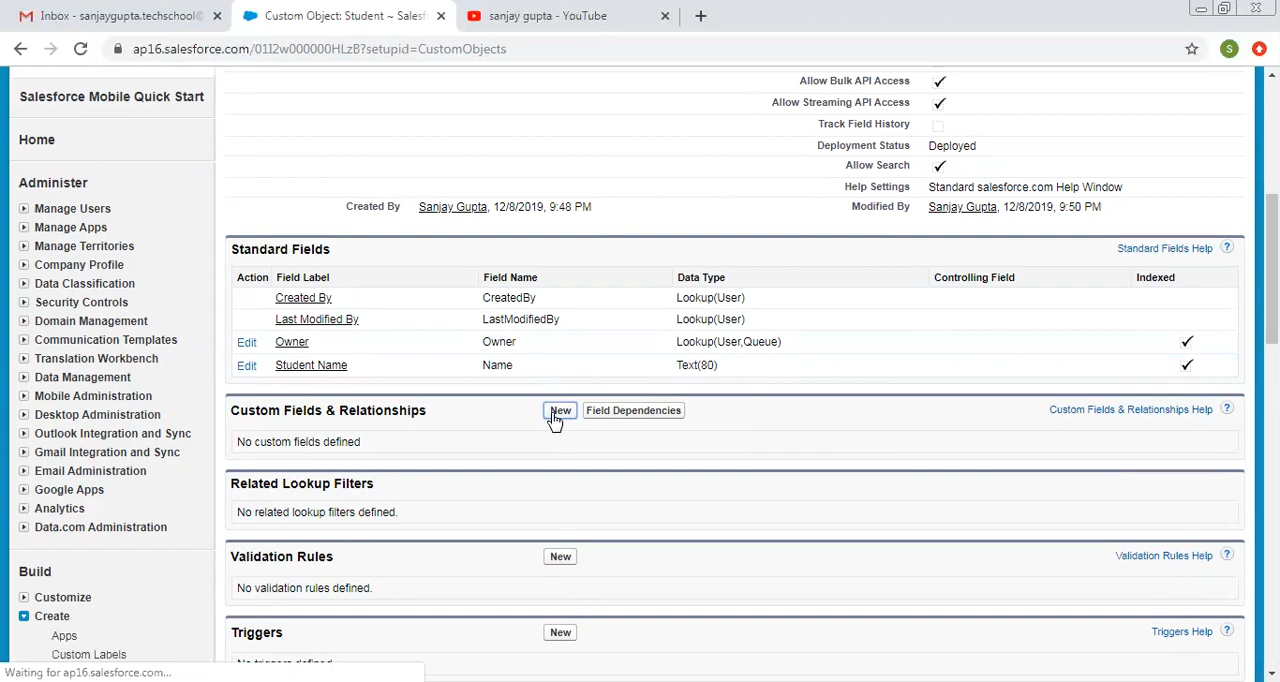 Inbox - sanjaygupta.techschool@
Custom Object: Student ~ Salesf
sanjay gupta - YouTube
ap16.salesforce.com/01I2w000000HLzB?setupid=CustomObjects
S
Salesforce Mobile Quick Start
Home
Administer
Manage Users
Manage Apps
Manage Territories
Company Profile
Data Classification
Security Controls
Domain Management
Communication Templates
Translation Workbench
Data Management
Mobile Administration
Desktop Administration
Outlook Integration and Sync
Gmail Integration and Sync
Email Administration
Google Apps
Analytics
Data.com Administration
Build
Customize
Create
Apps
Custom Labels
Waiting for ap16.salesforce.com...
Allow Bulk API Access
Allow Streaming API Access
Track Field History
Deployment Status Deployed
Allow Search
Help Settings Standard salesforce.com Help Window
Created By Sanjay Gupta, 12/8/2019, 9:48 PM Modified By Sanjay Gupta, 12/8/2019, 9:50 PM
Standard Fields Standard Fields Help ?
Action Field Label Field Name Data Type Controlling Field Indexed
Created By CreatedBy Lookup(User)
Last Modified By LastModifiedBy Lookup(User)
Edit Owner Owner Lookup(User,Queue)
Edit Student Name Name Text(80)
Custom Fields & Relationships New Field Dependencies Custom Fields & Relationships Help ?
No custom fields defined
Related Lookup Filters
No related lookup filters defined.
Validation Rules New Validation Rules Help ?
No validation rules defined.
Triggers New Triggers Help ?
No triggers defined